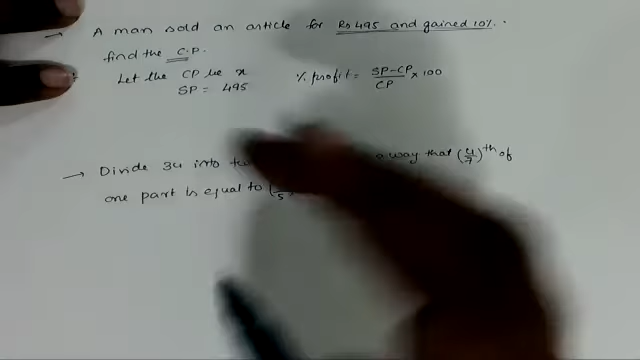 → A man sold an article for Rs 495 and gained 10%.
find the C.P.
Let the CP be x % profit = SP-CP/CP × 100
SP = 495
→ Divide 34 into a way that (4/7)th of
one part is equal to